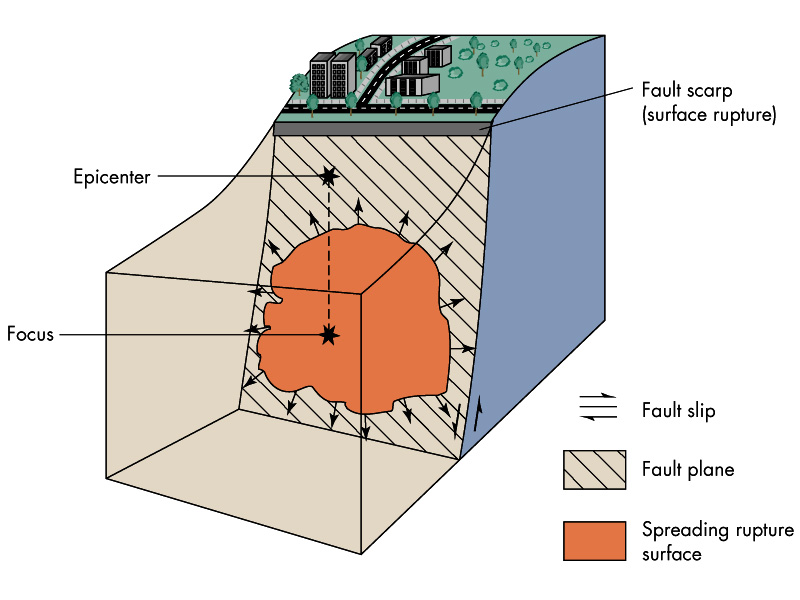 Fault scarp
(surface rupture)
Epicenter
Focus
Fault slip
Fault plane
Spreading rupture
surface